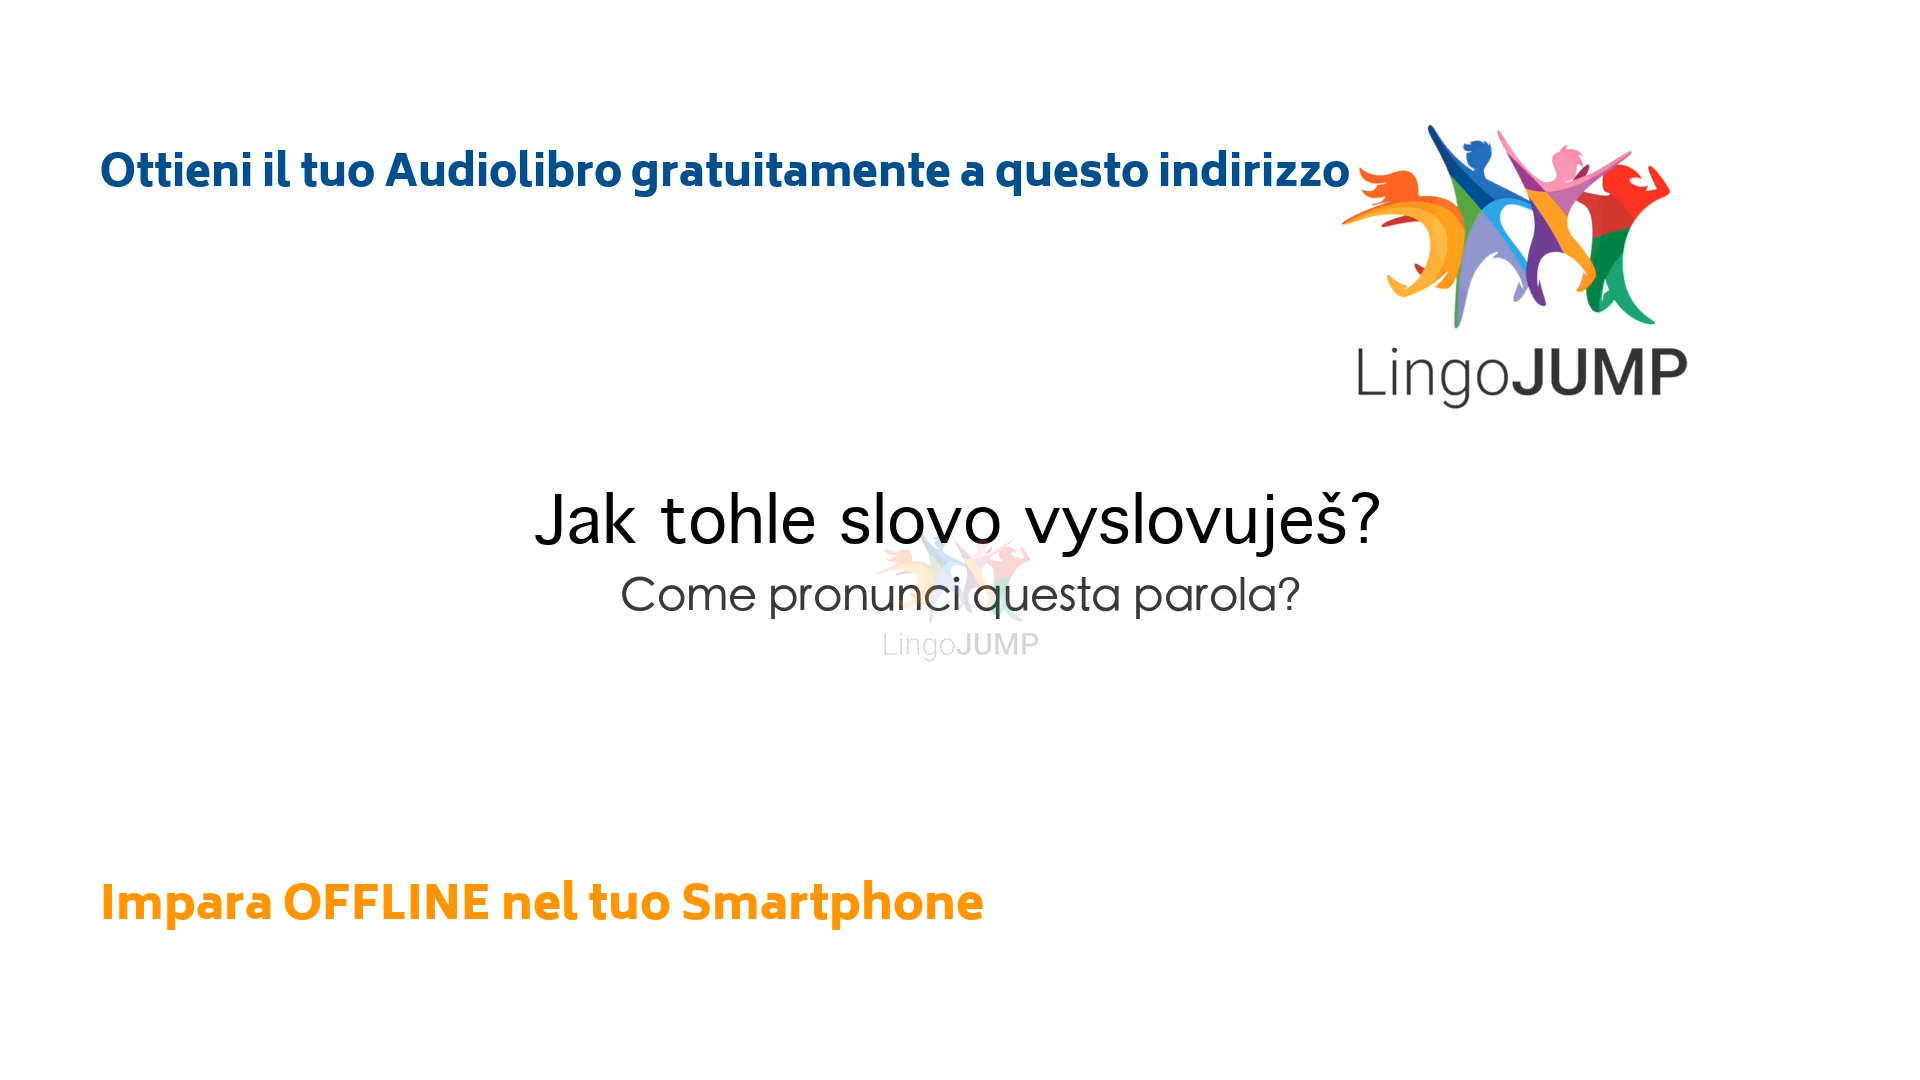 Ottieni il tuo Audiolibro gratuitamente a questo indirizzo
LingoJUMP
Jak tohle slovo vyslovuješ?
Come pronunci questa parola?
LingoJUMP
Impara OFFLINE nel tuo Smartphone